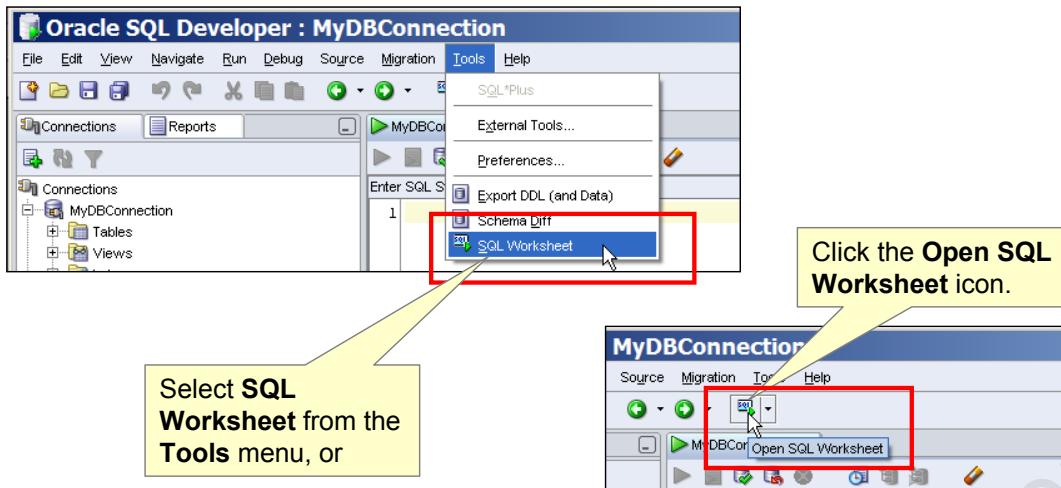 Oracle SQL Developer : MyDBConnection
File Edit View Navigate Run Debug Source Migration Tools Help
SQL*Plus
Connections Reports
MyDBCo
External Tools...
Preferences...
Connections
Enter SQL S
Export DDL (and Data)
MyDBConnection
1
Schema Diff
Tables
SQL Worksheet
Views
Click the Open SQL
Worksheet icon.
MyDBConnection
Source Migration Tools Help
Select SQL
Worksheet from the
Tools menu, or
MyDBCo
Open SQL Worksheet